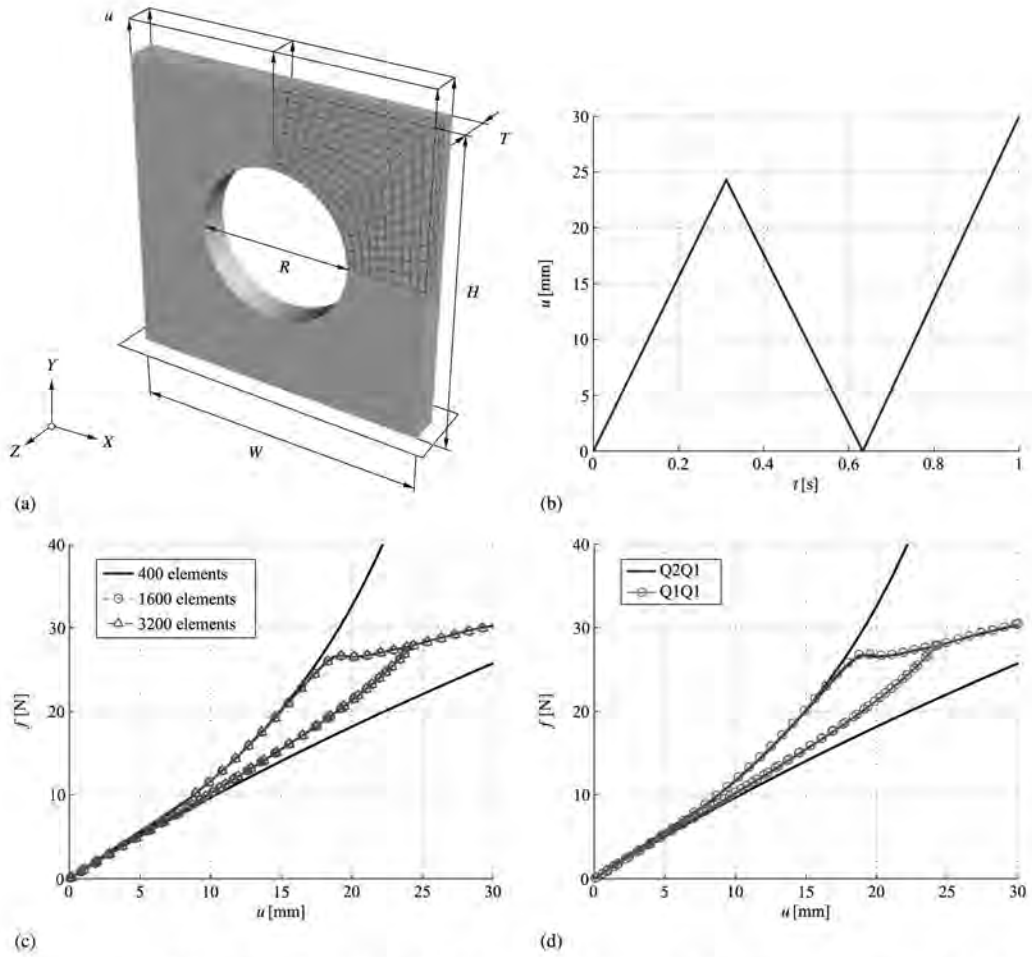 u
T
R
H
Y
Z
X
W
(a)
30
25
20
15
10
5
0
0
0.2
0.4
0.6
0.8
1
u [mm]
t [s]
(b)
40
30
20
10
0
0
5
10
15
20
25
30
f [N]
u [mm]
400 elements
1600 elements
3200 elements
(c)
40
30
20
10
0
0
5
10
15
20
25
30
f [N]
u [mm]
Q2Q1
Q1Q1
(d)